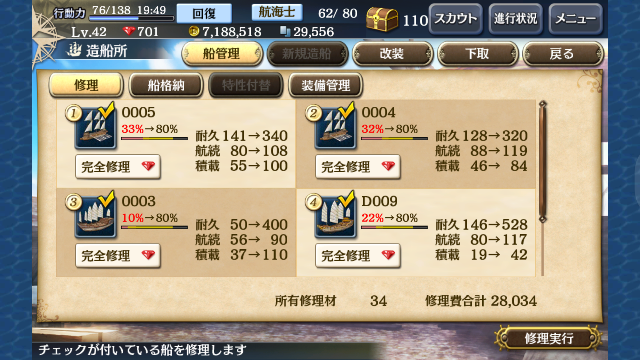 行動力 76/138 19:49 回復 航海士 62/ 80 110 スカウト 進行状況 メニュー
Lv.42 701 7,188,518 29,556
造船所 船管理 新規造船 改装 下取 戻る
修理 船格納 特性付替 装備管理
1 0005
33%→80%
耐久 141→340
航続 80→108
積載 55→100
完全修理
2 0004
32%→80%
耐久 128→320
航続 88→119
積載 46→ 84
完全修理
3 0003
10%→80%
耐久 50→400
航続 56→ 90
積載 37→110
完全修理
4 D009
22%→80%
耐久 146→528
航続 80→117
積載 19→ 42
完全修理
所有修理材 34 修理費合計 28,034
修理実行
チェックが付いている船を修理します